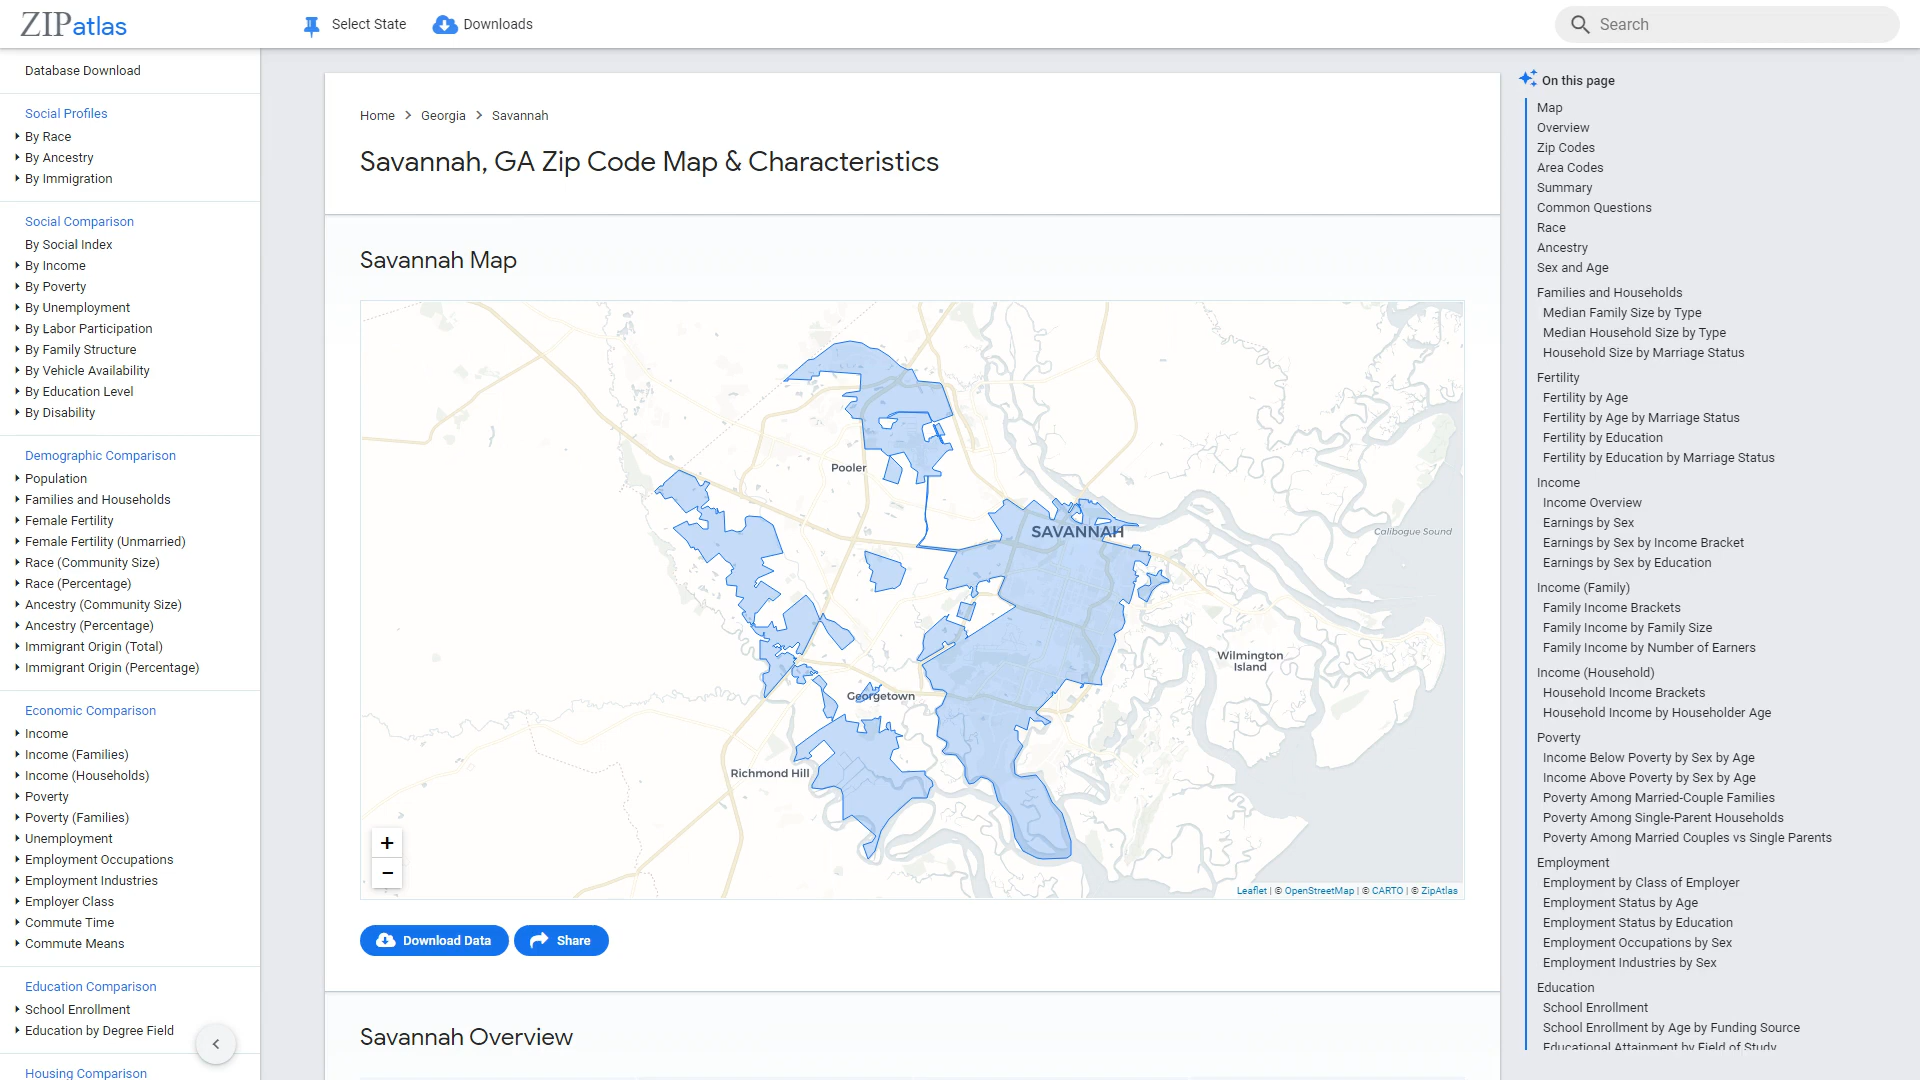 ZIPatlas
Select State
Downloads
Search
Database Download
Social Profiles
By Race
By Ancestry
By Immigration
Social Comparison
By Social Index
By Income
By Poverty
By Unemployment
By Labor Participation
By Family Structure
By Vehicle Availability
By Education Level
By Disability
Demographic Comparison
Population
Families and Households
Female Fertility
Female Fertility (Unmarried)
Race (Community Size)
Race (Percentage)
Ancestry (Community Size)
Ancestry (Percentage)
Immigrant Origin (Total)
Immigrant Origin (Percentage)
Economic Comparison
Income
Income (Families)
Income (Households)
Poverty
Poverty (Families)
Unemployment
Employment Occupations
Employment Industries
Employer Class
Commute Time
Commute Means
Education Comparison
School Enrollment
Education by Degree Field
Housing Comparison
Home > Georgia > Savannah
Savannah, GA Zip Code Map & Characteristics
Savannah Map
Pooler
SAVANNAH
Calibogue Sound
Wilmington
Island
Georgetown
Richmond Hill
+
−
Leaflet | © OpenStreetMap | © CARTO | © ZipAtlas
Download Data
Share
Savannah Overview
On this page
Map
Overview
Zip Codes
Area Codes
Summary
Common Questions
Race
Ancestry
Sex and Age
Families and Households
Median Family Size by Type
Median Household Size by Type
Household Size by Marriage Status
Fertility
Fertility by Age
Fertility by Age by Marriage Status
Fertility by Education
Fertility by Education by Marriage Status
Income
Income Overview
Earnings by Sex
Earnings by Sex by Income Bracket
Earnings by Sex by Education
Income (Family)
Family Income Brackets
Family Income by Family Size
Family Income by Number of Earners
Income (Household)
Household Income Brackets
Household Income by Householder Age
Poverty
Income Below Poverty by Sex by Age
Income Above Poverty by Sex by Age
Poverty Among Married-Couple Families
Poverty Among Single-Parent Households
Poverty Among Married Couples vs Single Parents
Employment
Employment by Class of Employer
Employment Status by Age
Employment Status by Education
Employment Occupations by Sex
Employment Industries by Sex
Education
School Enrollment
School Enrollment by Age by Funding Source
Educational Attainment by Field of Study